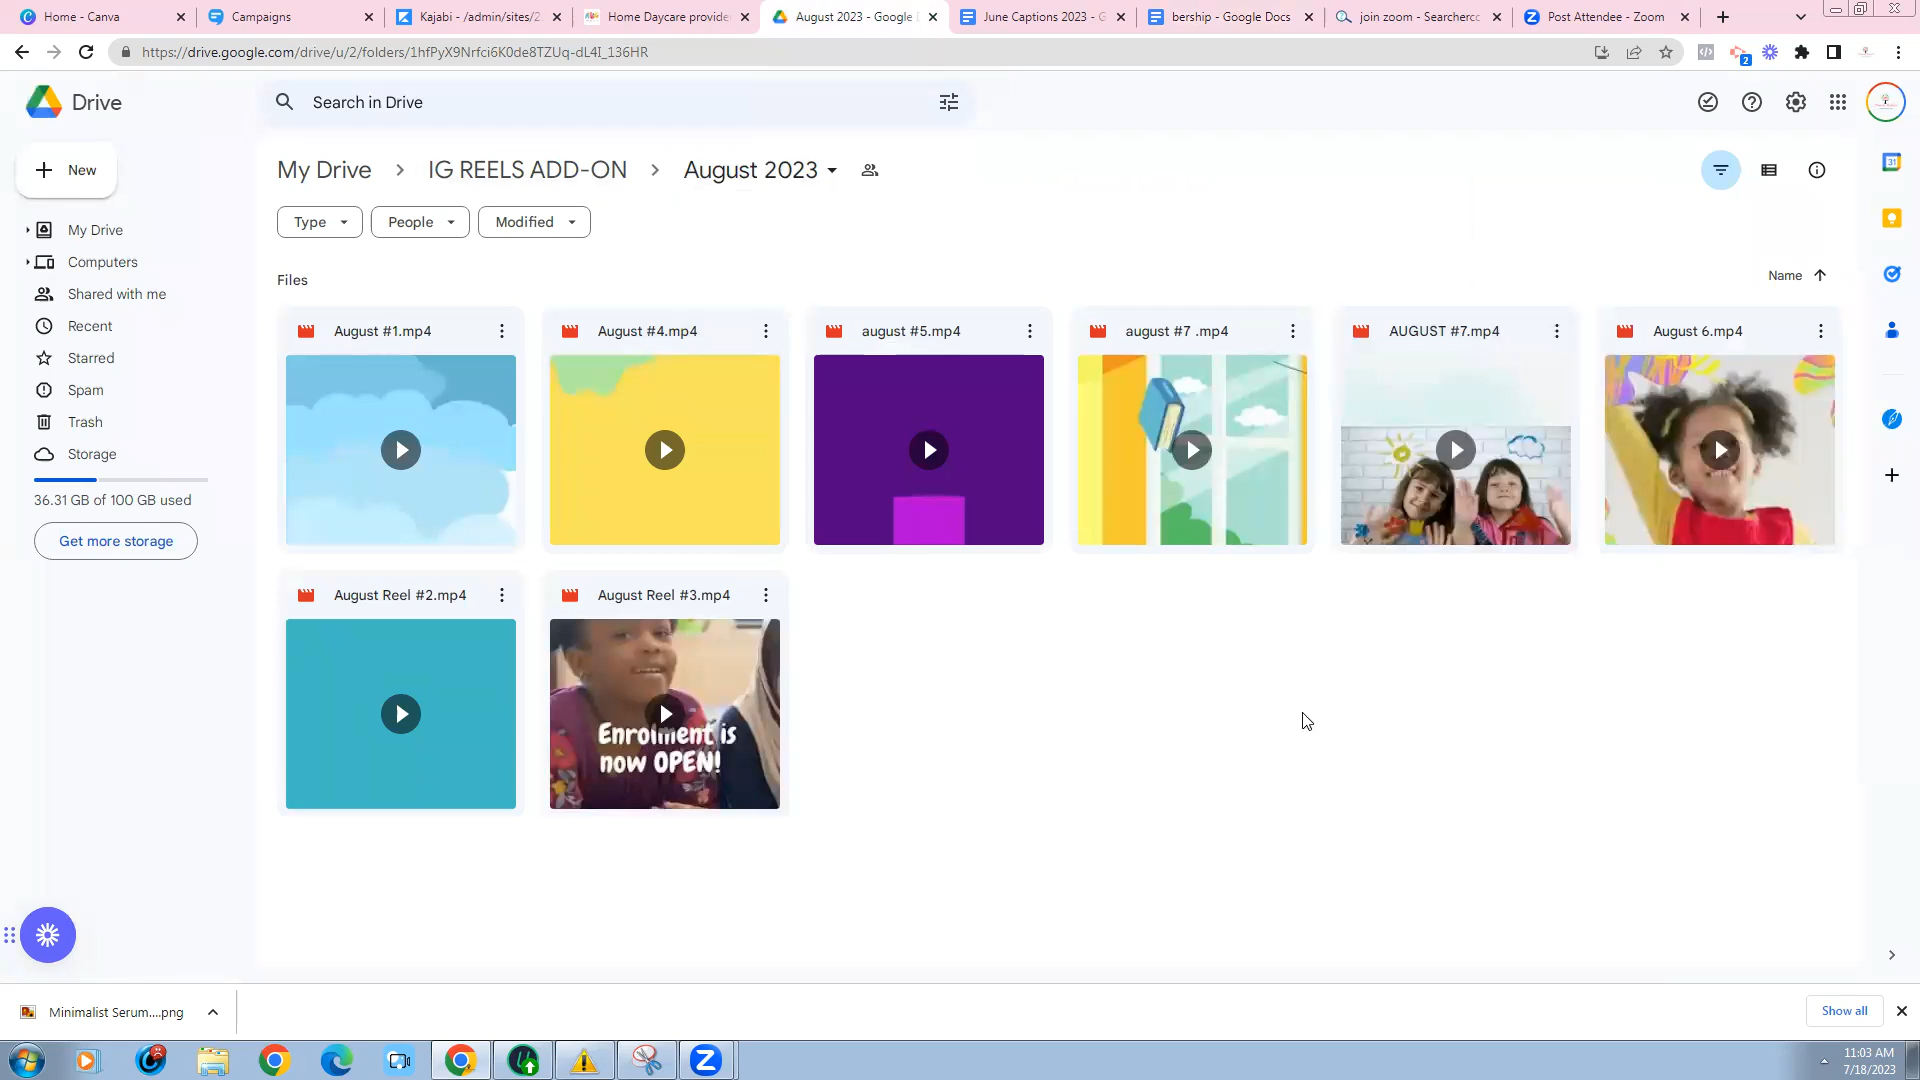 Home - Canva
Campaigns
Kajabi - /admin/sites/2
Home Daycare provide
August 2023 - Google
June Captions 2023 - G
bership - Google Docs
join zoom - Searcherc
Post Attendee - Zoom
https://drive.google.com/drive/u/2/folders/1hfPyX9Nrfci6K0de8TZUq-dL4I_136HR
2
Drive
Search in Drive
New
My Drive
IG REELS ADD-ON
August 2023
Type
People
Modified
31
My Drive
Computers
Shared with me
Recent
Starred
Spam
Trash
Storage
36.31 GB of 100 GB used
Get more storage
Files
Name
August #1.mp4
August #4.mp4
august #5.mp4
august #7 .mp4
AUGUST #7.mp4
August 6.mp4
August Reel #2.mp4
August Reel #3.mp4
Enrolment is
now OPEN!
Minimalist Serum....png
Show all
11:03 AM
7/18/2023